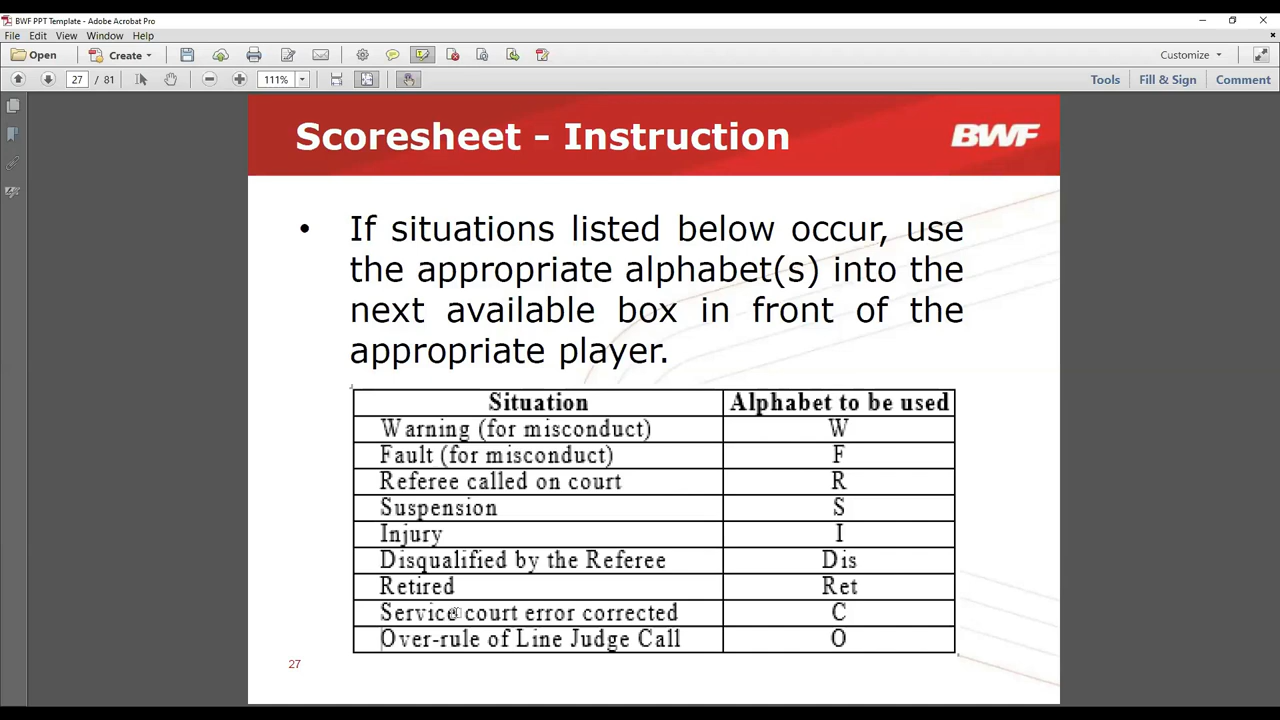 BWF PPT Template - Adobe Acrobat Pro
File Edit View Window Help
Open Create Customize
27 / 81 111% Tools Fill & Sign Comment
Scoresheet - Instruction BWF
• If situations listed below occur, use
the appropriate alphabet(s) into the
next available box in front of the
appropriate player.
Situation Alphabet to be used
Warning (for misconduct) W
Fault (for misconduct) F
Referee called on court R
Suspension S
Injury I
Disqualified by the Referee Dis
Retired Ret
Service court error corrected C
Over-rule of Line Judge Call O
27